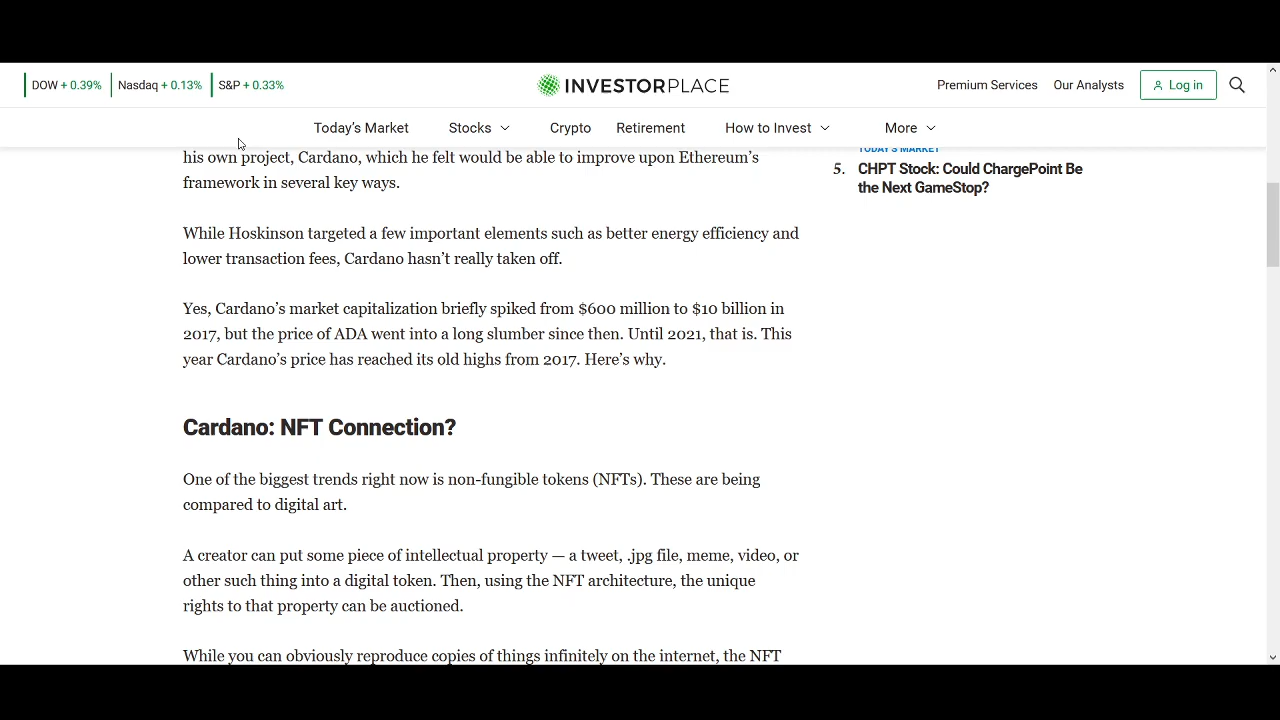 DOW + 0.39% Nasdaq + 0.13% S&P + 0.33%
INVESTORPLACE
Premium Services Our Analysts Log in
Today's Market Stocks Crypto Retirement How to Invest More
his own project, Cardano, which he felt would be able to improve upon Ethereum's
framework in several key ways.
While Hoskinson targeted a few important elements such as better energy efficiency and
lower transaction fees, Cardano hasn't really taken off.
Yes, Cardano's market capitalization briefly spiked from $600 million to $10 billion in
2017, but the price of ADA went into a long slumber since then. Until 2021, that is. This
year Cardano's price has reached its old highs from 2017. Here's why.
Cardano: NFT Connection?
One of the biggest trends right now is non-fungible tokens (NFTs). These are being
compared to digital art.
A creator can put some piece of intellectual property — a tweet, .jpg file, meme, video, or
other such thing into a digital token. Then, using the NFT architecture, the unique
rights to that property can be auctioned.
While you can obviously reproduce copies of things infinitely on the internet, the NFT
TODAY'S MARKET
5. CHPT Stock: Could ChargePoint Be
the Next GameStop?